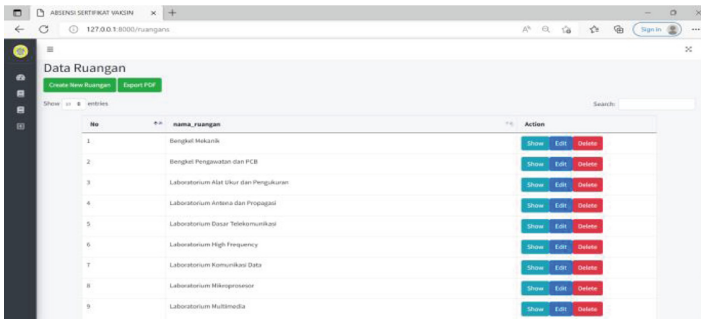 ABSENSI SERTIFIKAT VAKSIN
127.0.0.1:8000/ruangans
Sign in
Data Ruangan
Create New Ruangan Export PDF
Show 10 entries Search:
No nama_ruangan Action
1 Bengkel Mekanik Show Edit Delete
2 Bengkel Pengawatan dan PCB Show Edit Delete
3 Laboratorium Alat Ukur dan Pengukuran Show Edit Delete
4 Laboratorium Antena dan Propagasi Show Edit Delete
5 Laboratorium Dasar Telekomunikasi Show Edit Delete
6 Laboratorium High Frequency Show Edit Delete
7 Laboratorium Komunikasi Data Show Edit Delete
8 Laboratorium Mikroprosesor Show Edit Delete
9 Laboratorium Multimedia Show Edit Delete